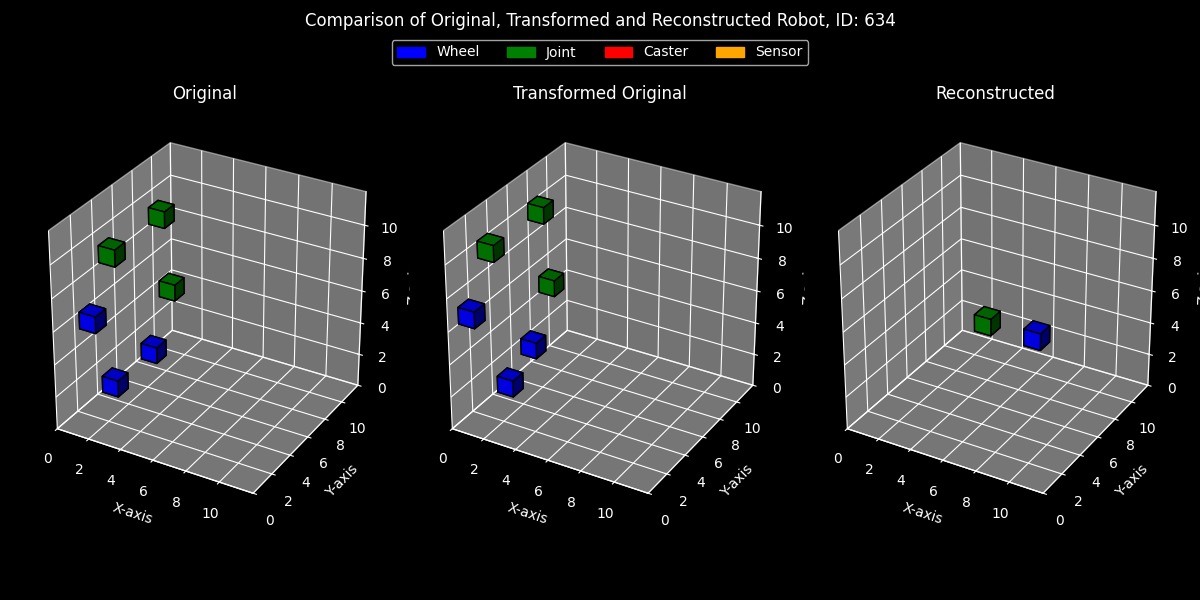 Comparison of Original, Transformed and Reconstructed Robot, ID: 634
Wheel Joint Caster Sensor
Original Transformed Original Reconstructed
10 10 10
8 8 8
6 6 6
4 4 4
2 2 2
0 0 0
10 10 10
8 8 8
6 6 6
4 4 4
2 2 2
0 0 0
0 2 4 6 8 10 0 2 4 6 8 10 0 2 4 6 8 10
X-axis Y-axis X-axis Y-axis X-axis Y-axis